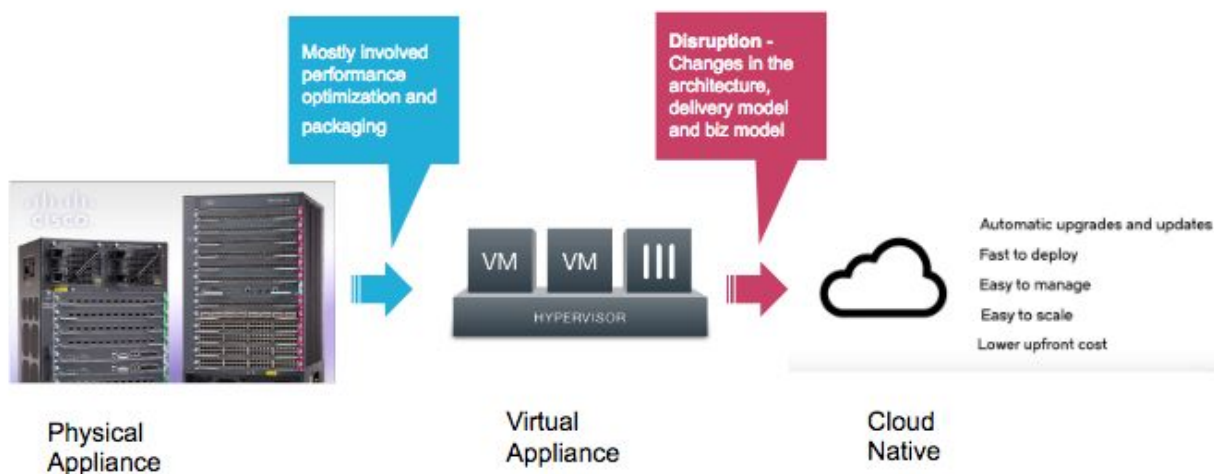 Mostly involved
performance
optimization and
packaging
Disruption -
Changes in the
architecture,
delivery model
and biz model
CISCO
VM
VM
HYPERVISOR
Automatic upgrades and updates
Fast to deploy
Easy to manage
Easy to scale
Lower upfront cost
Physical
Appliance
Virtual
Appliance
Cloud
Native